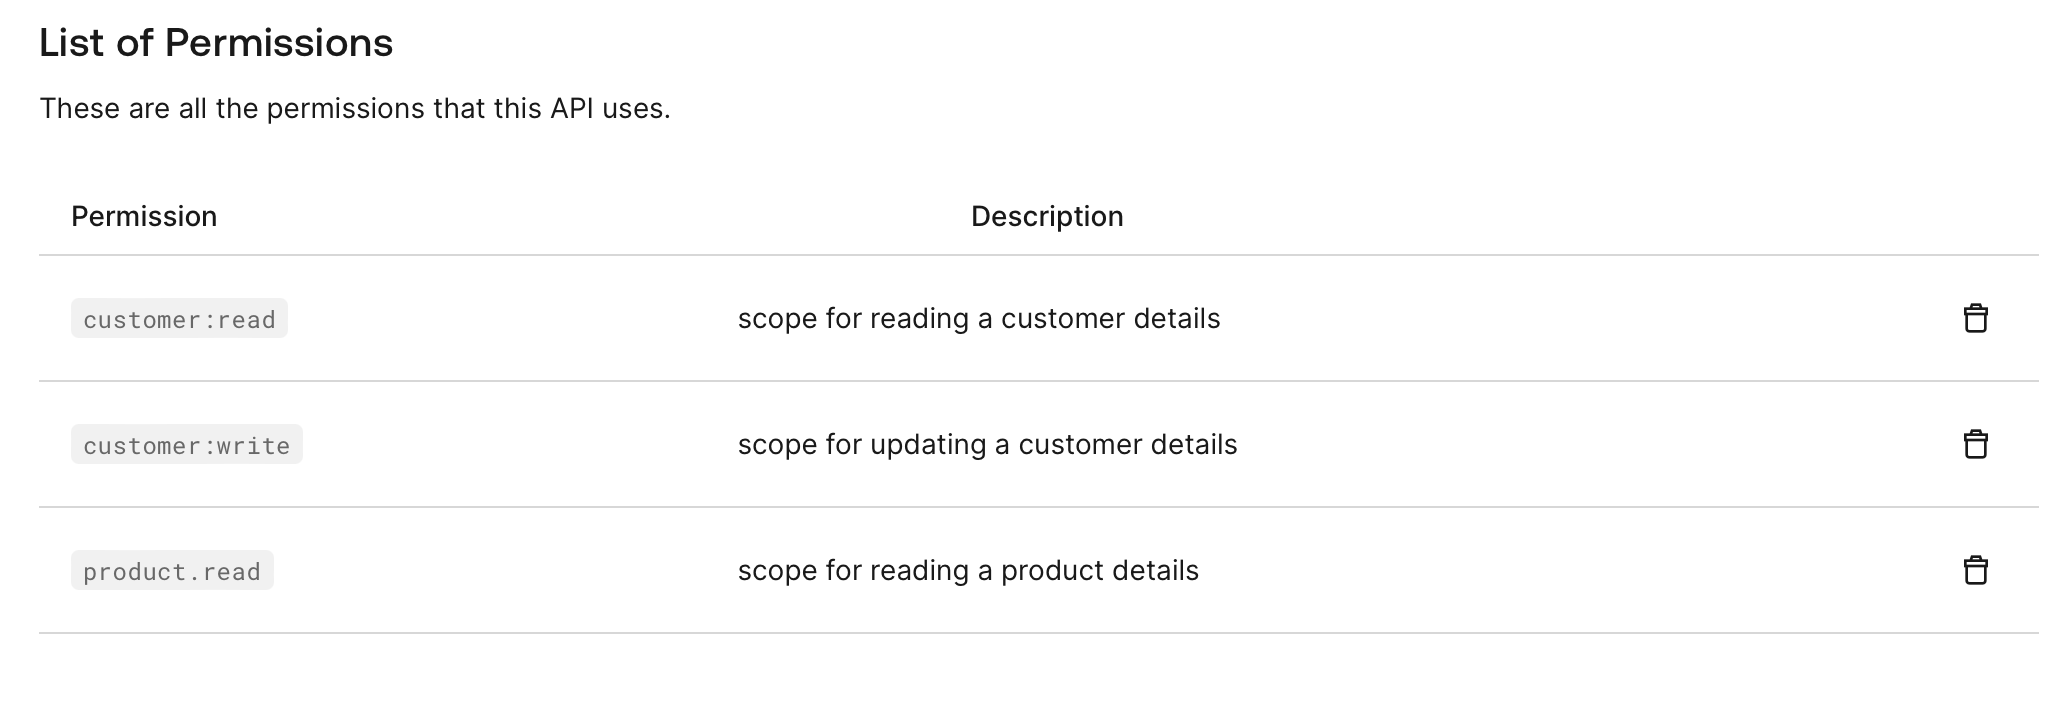 List of Permissions
These are all the permissions that this API uses.
Permission Description
customer:read scope for reading a customer details
customer:write scope for updating a customer details
product.read scope for reading a product details